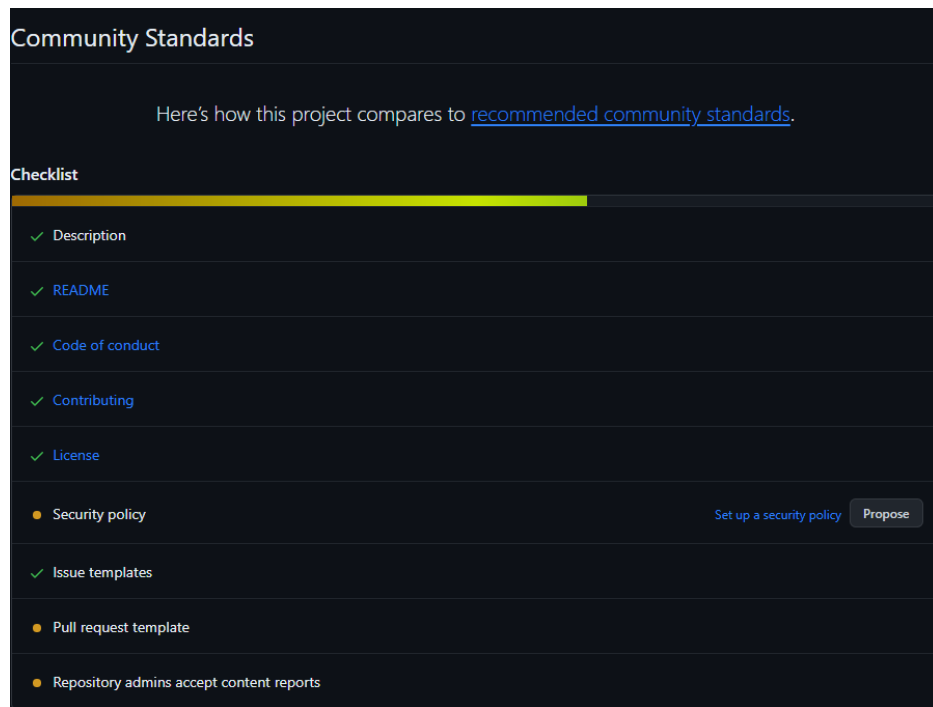 Community Standards
Here’s how this project compares to recommended community standards.
Checklist
Description
README
Code of conduct
Contributing
License
Security policy Set up a security policy Propose
Issue templates
Pull request template
Repository admins accept content reports